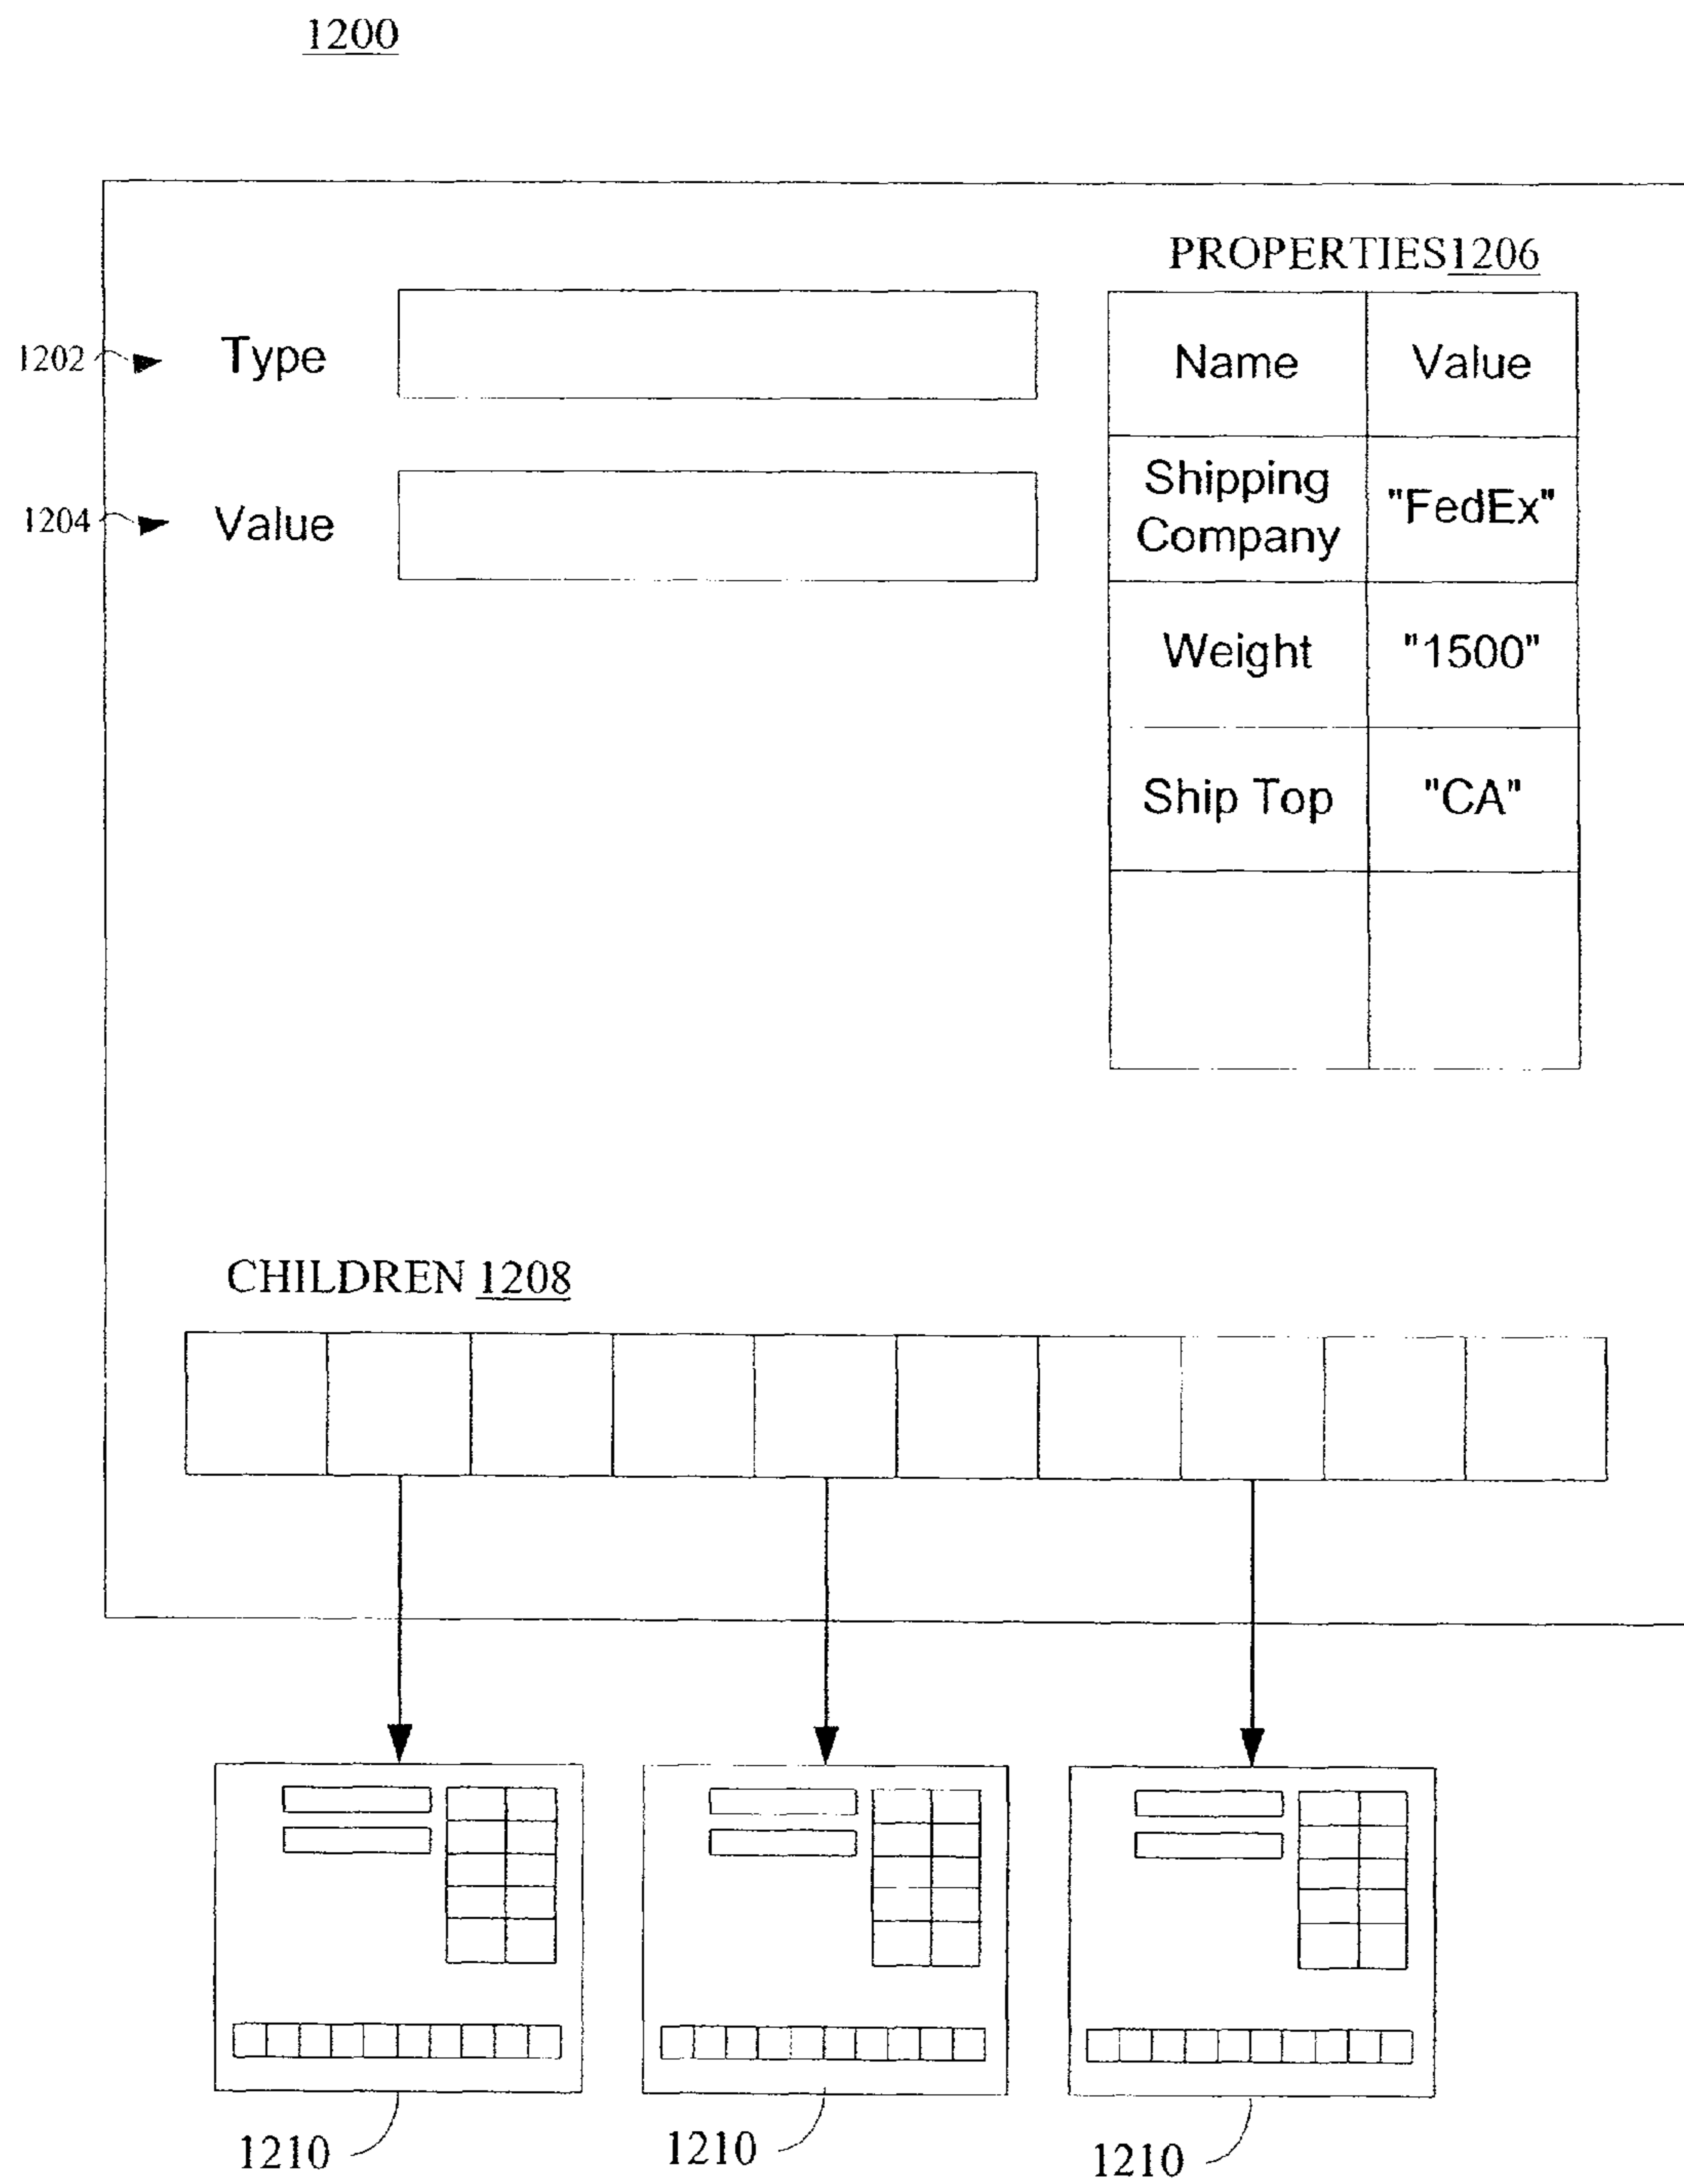 1200
PROPERTIES1206
1202 Type
Name Value
1204 Value
Shipping Company "FedEx"
Weight "1500"
Ship Top "CA"
CHILDREN 1208
1210 1210 1210